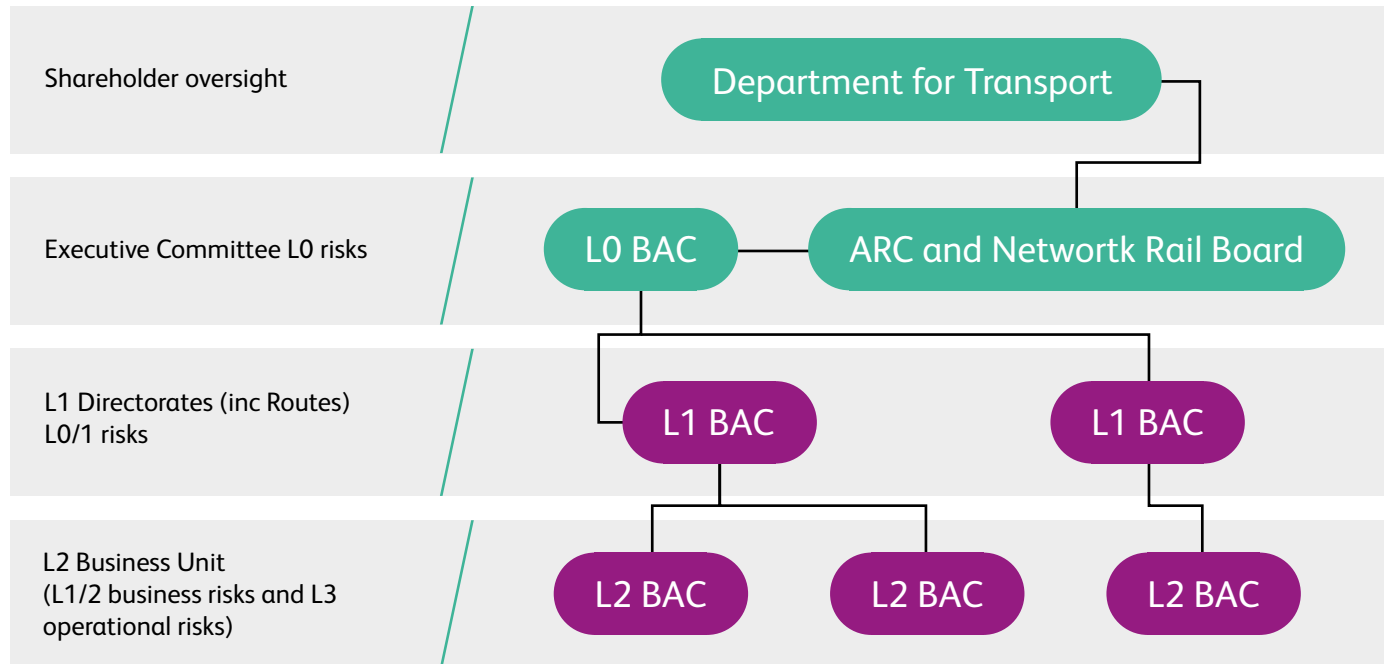 Shareholder oversight
Department for Transport
Executive Committee L0 risks
L0 BAC
ARC and Networtk Rail Board
L1 Directorates (inc Routes)
L0/1 risks
L1 BAC
L1 BAC
L2 Business Unit
(L1/2 business risks and L3
operational risks)
L2 BAC
L2 BAC
L2 BAC